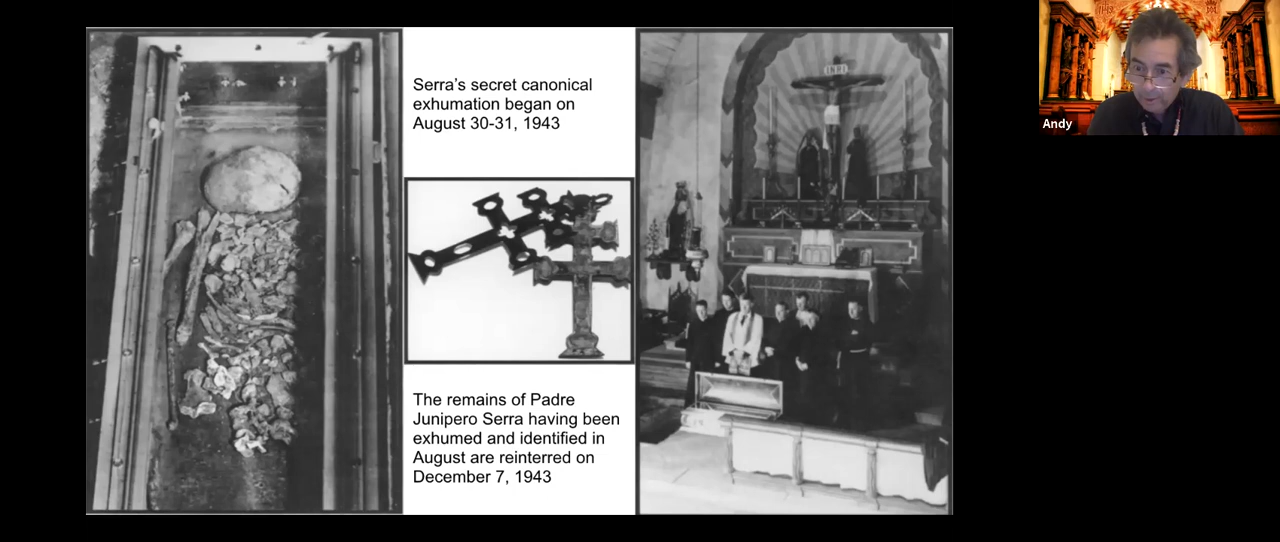 Serra’s secret canonical
exhumation began on
August 30-31, 1943
INRI
The remains of Padre
Junipero Serra having been
exhumed and identified in
August are reinterred on
December 7, 1943
Andy